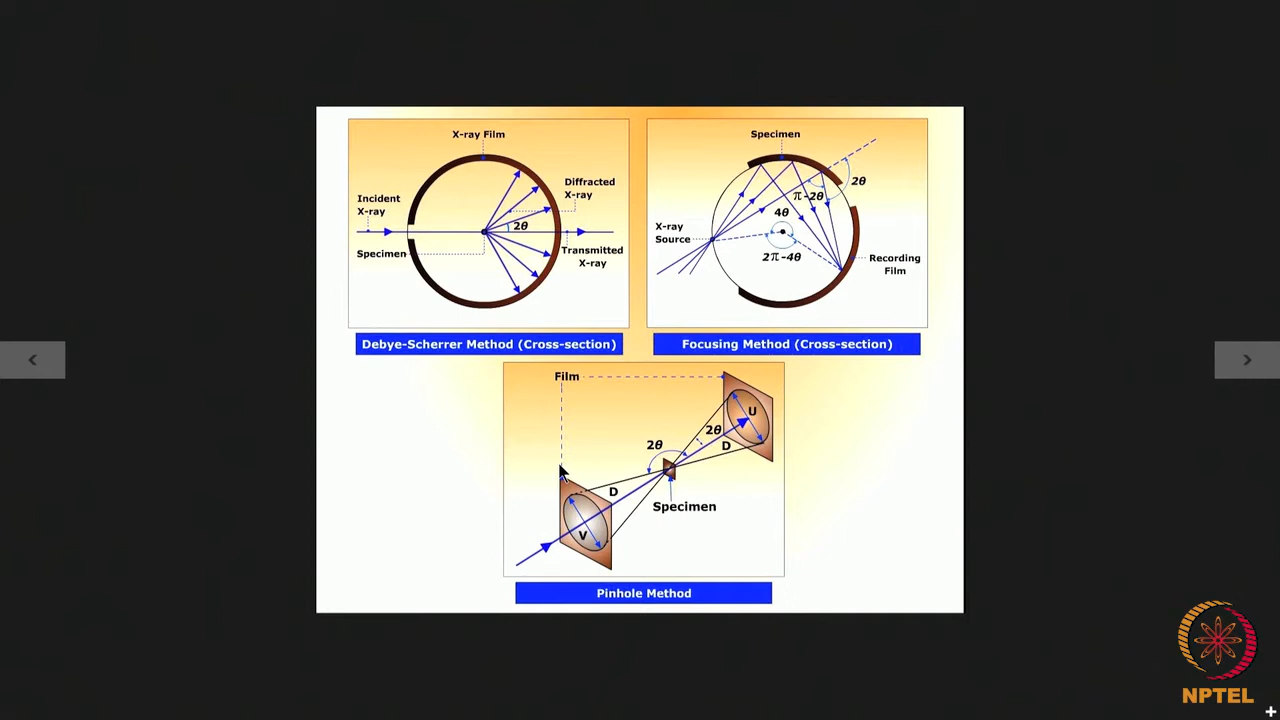 X-ray Film
Incident
X-ray
Diffracted
X-ray
2θ
Specimen
Transmitted
X-ray
Debye-Scherrer Method (Cross-section)
Specimen
2θ
π-2θ
4θ
X-ray
Source
2π-4θ
Recording
Film
Focusing Method (Cross-section)
Film
U
2θ
2θ
D
D
Specimen
V
Pinhole Method
NPTEL